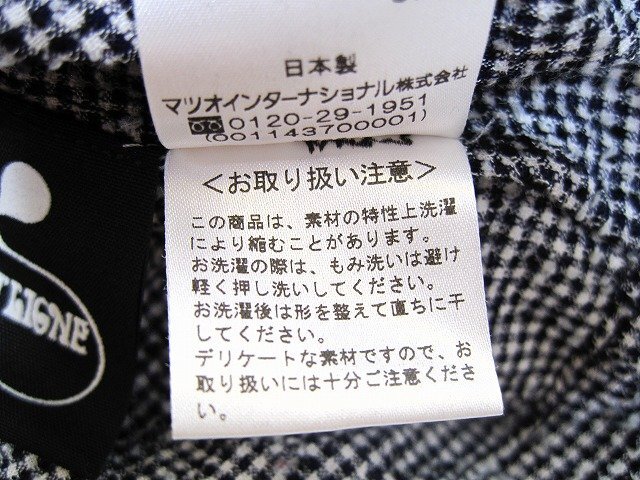 日本製
マツオインターナショナル株式会社
0120-29-1951
(001143700001)
<お取り扱い注意>
この商品は、素材の特性上洗濯
により縮むことがあります。
お洗濯の際は、もみ洗いは避け
軽く押し洗いしてください。
お洗濯後は形を整えて直ちに干
してください。
デリケートな素材ですので、お
取り扱いには十分ご注意くださ
い。
LIGNE